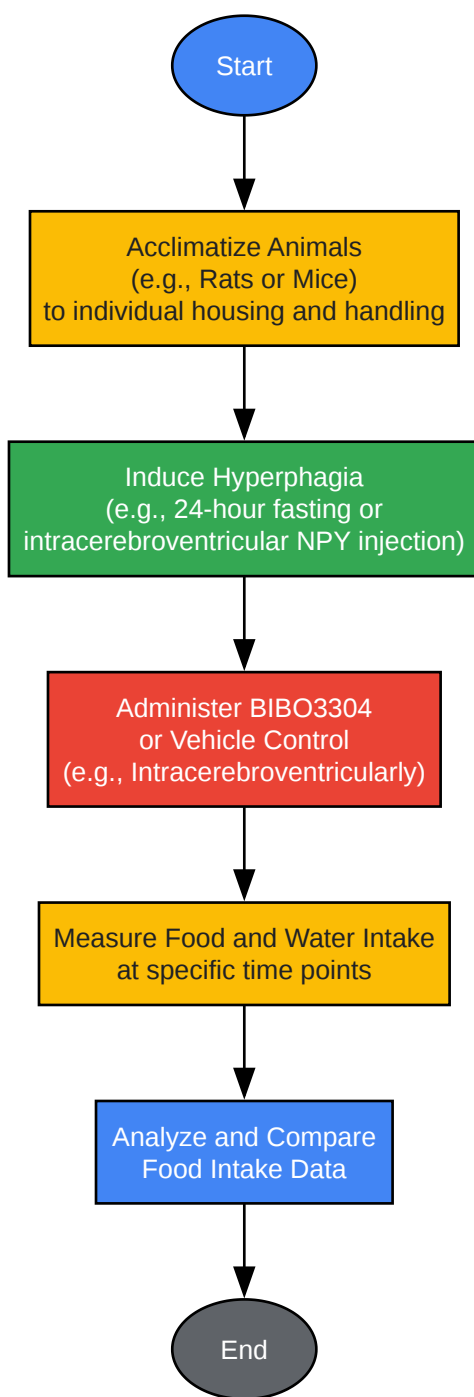 Start
Acclimatize Animals
(e.g., Rats or Mice)
to individual housing and handling
Induce Hyperphagia
(e.g., 24-hour fasting or
intracerebroventricular NPY injection)
Administer BIBO3304
or Vehicle Control
(e.g., Intracerebroventricularly)
Measure Food and Water Intake
at specific time points
Analyze and Compare
Food Intake Data
End